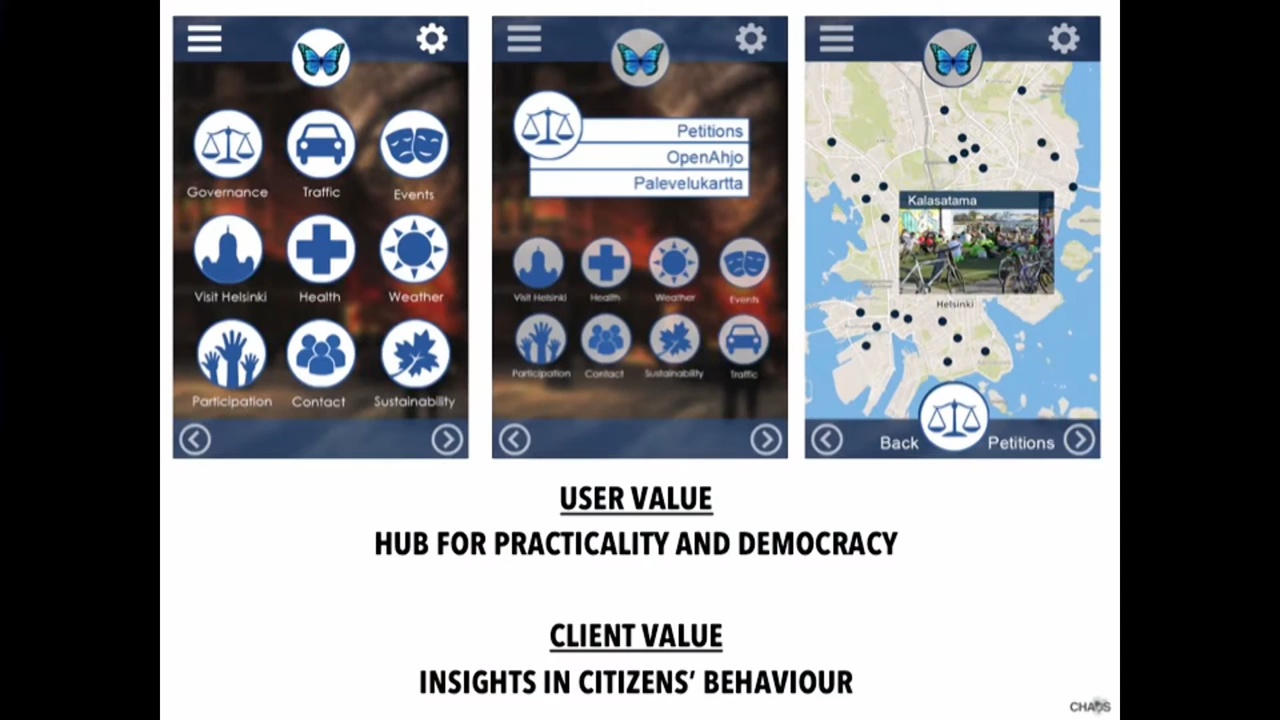 Governance Traffic Events
Visit Helsinki Health Weather
Participation Contact Sustainability
Petitions
OpenAhjo
Palevelukartta
Visit Helsinki Health Weather Events
Participation Contact Sustainability Traffic
Kalasatama
Helsinki
Back Petitions
USER VALUE
HUB FOR PRACTICALITY AND DEMOCRACY
CLIENT VALUE
INSIGHTS IN CITIZENS' BEHAVIOUR
CHAOS